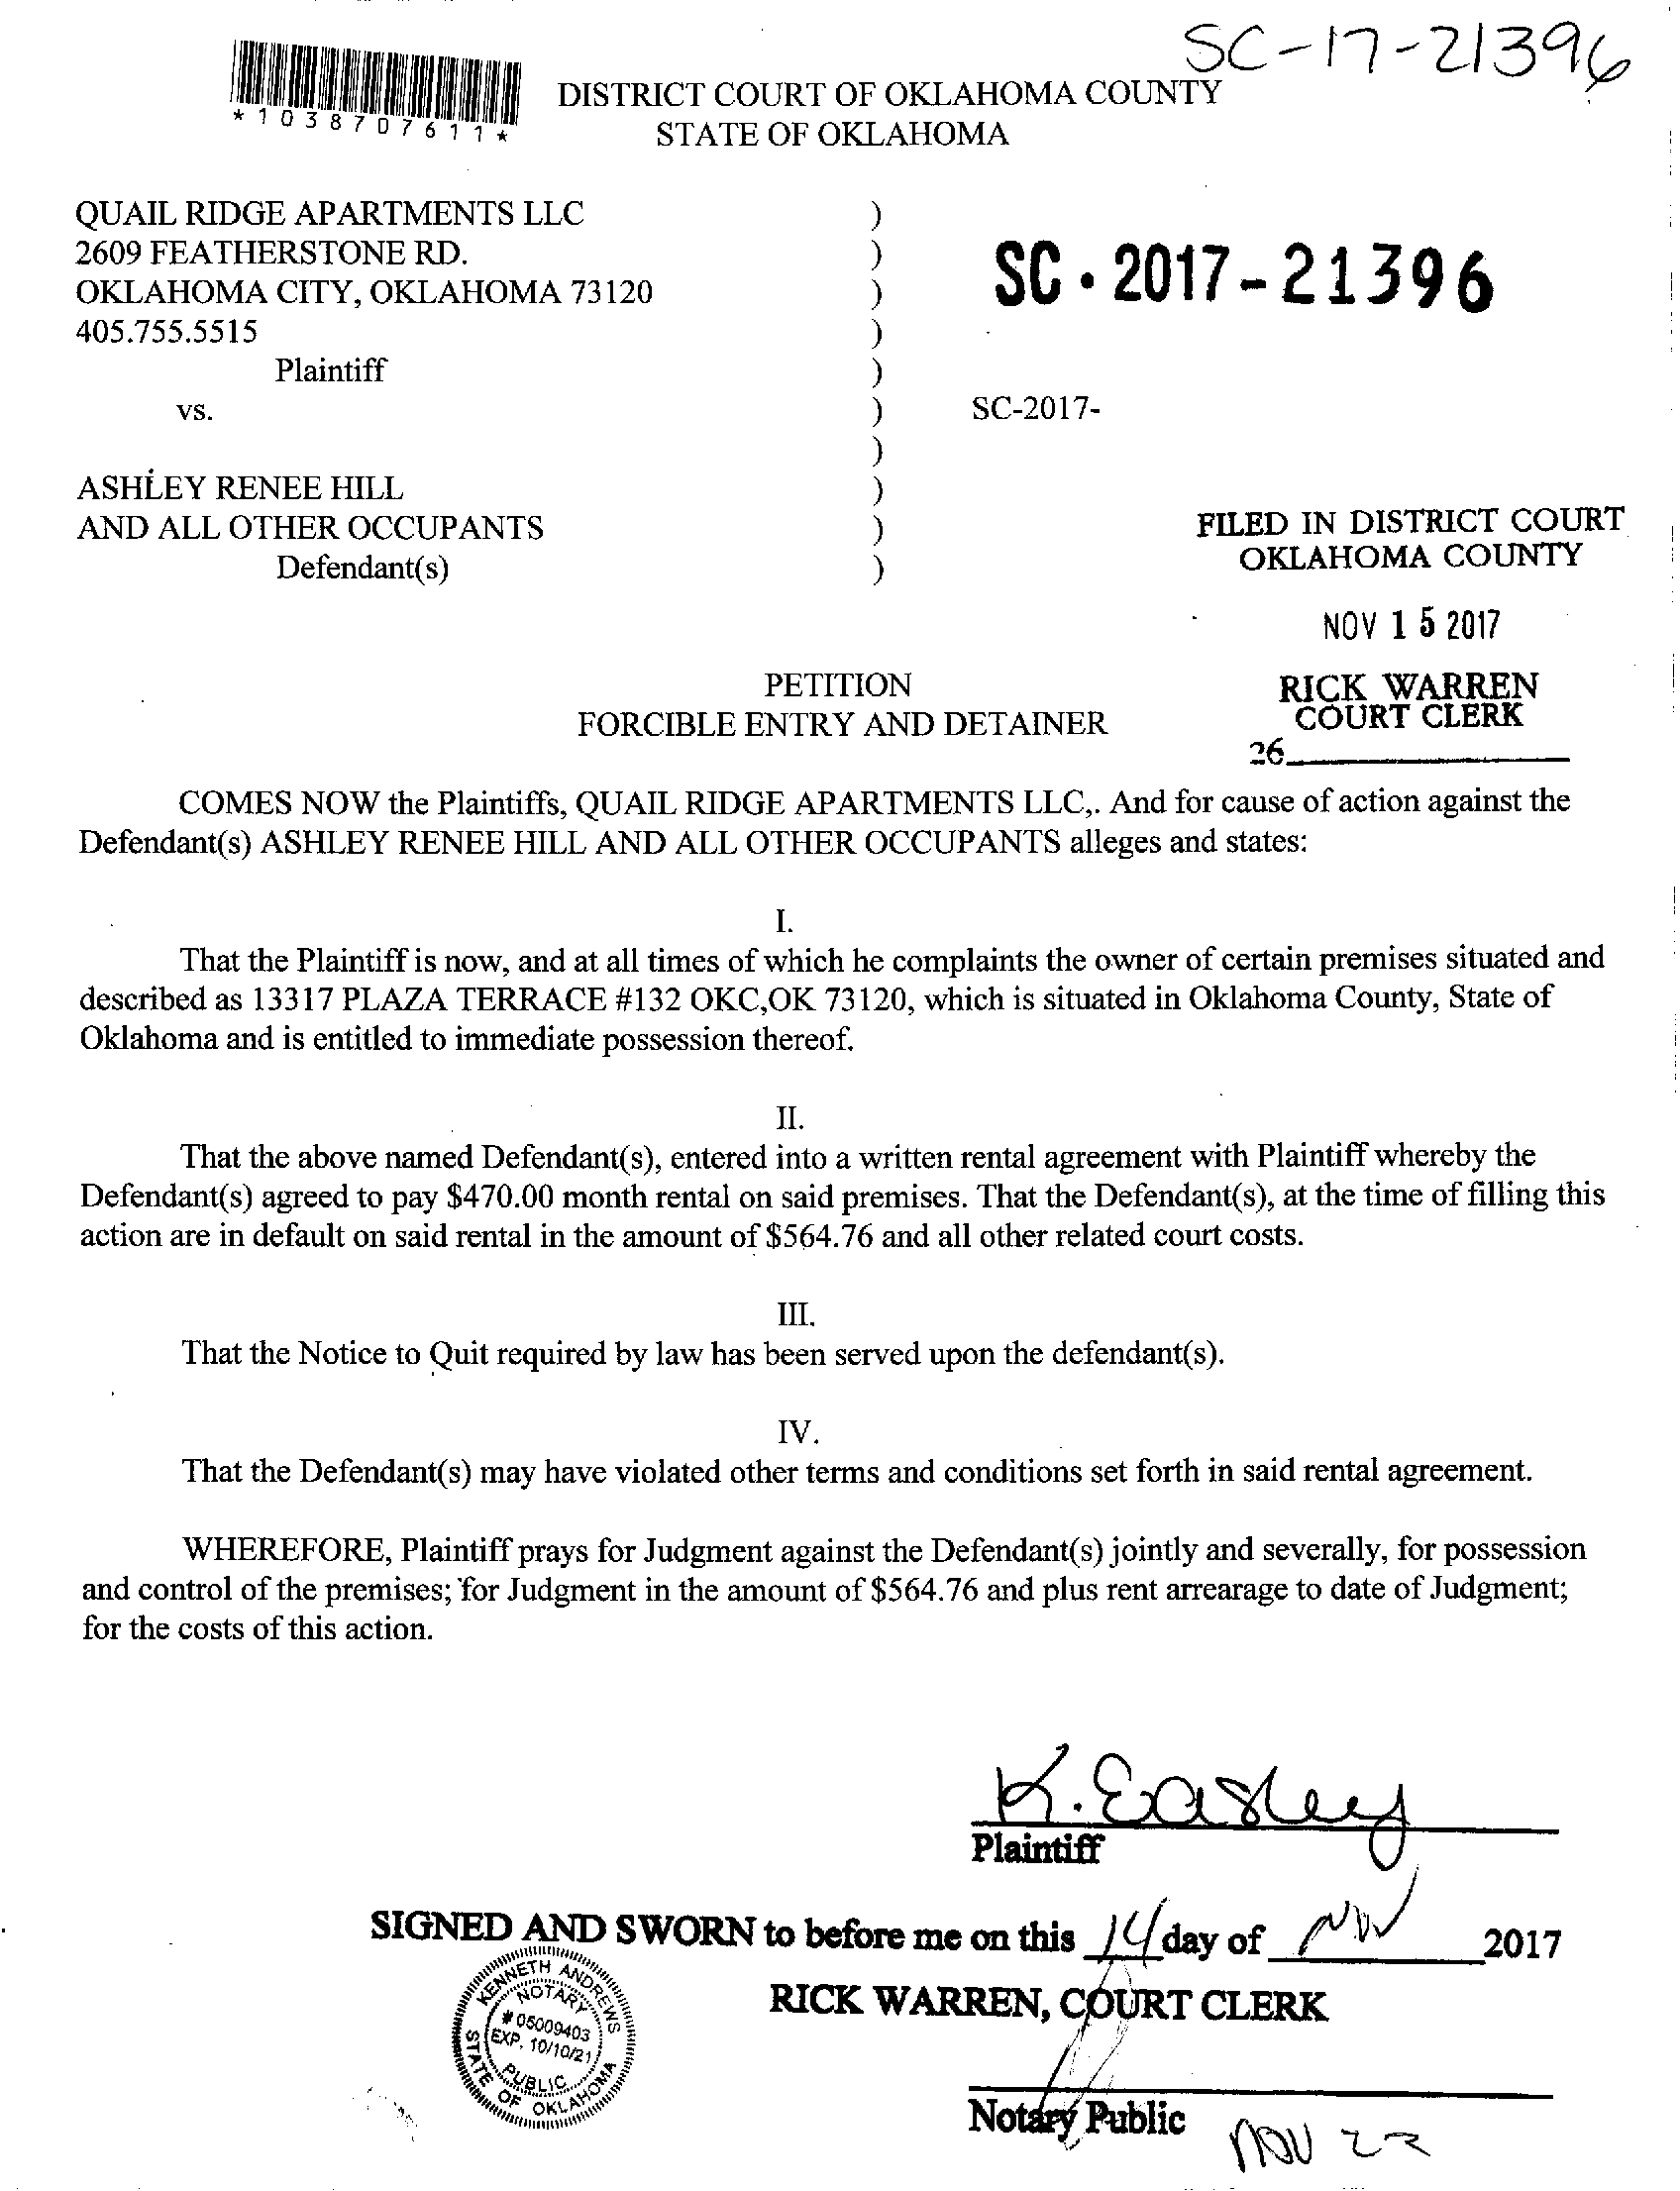 SC-17-21396
*1038707611*
DISTRICT COURT OF OKLAHOMA COUNTY
STATE OF OKLAHOMA
QUAIL RIDGE APARTMENTS LLC )
2609 FEATHERSTONE RD. )
OKLAHOMA CITY, OKLAHOMA 73120 )
405.755.5515 )
Plaintiff )
SC·2017-21396
vs. ) SC-2017-
)
ASHLEY RENEE HILL )
AND ALL OTHER OCCUPANTS )
Defendant(s) )
FILED IN DISTRICT COURT
OKLAHOMA COUNTY
NOV 15 2017
RICK WARREN
COURT CLERK
26
PETITION
FORCIBLE ENTRY AND DETAINER
COMES NOW the Plaintiffs, QUAIL RIDGE APARTMENTS LLC,. And for cause of action against the
Defendant(s) ASHLEY RENEE HILL AND ALL OTHER OCCUPANTS alleges and states:
I.
That the Plaintiff is now, and at all times of which he complaints the owner of certain premises situated and
described as 13317 PLAZA TERRACE #132 OKC,OK 73120, which is situated in Oklahoma County, State of
Oklahoma and is entitled to immediate possession thereof.
II.
That the above named Defendant(s), entered into a written rental agreement with Plaintiff whereby the
Defendant(s) agreed to pay $470.00 month rental on said premises. That the Defendant(s), at the time of filling this
action are in default on said rental in the amount of $564.76 and all other related court costs.
III.
That the Notice to Quit required by law has been served upon the defendant(s).
IV.
That the Defendant(s) may have violated other terms and conditions set forth in said rental agreement.
WHEREFORE, Plaintiff prays for Judgment against the Defendant(s) jointly and severally, for possession
and control of the premises; for Judgment in the amount of $564.76 and plus rent arrearage to date of Judgment;
for the costs of this action.
K. Easley
Plaintiff
SIGNED AND SWORN to before me on this 14 day of Nov 2017
RICK WARREN, COURT CLERK
KENNETH ANDREWS
NOTARY
# 05009403
EXP. 10/10/21
PUBLIC
STATE OF OKLAHOMA
Notary Public
NOV 22